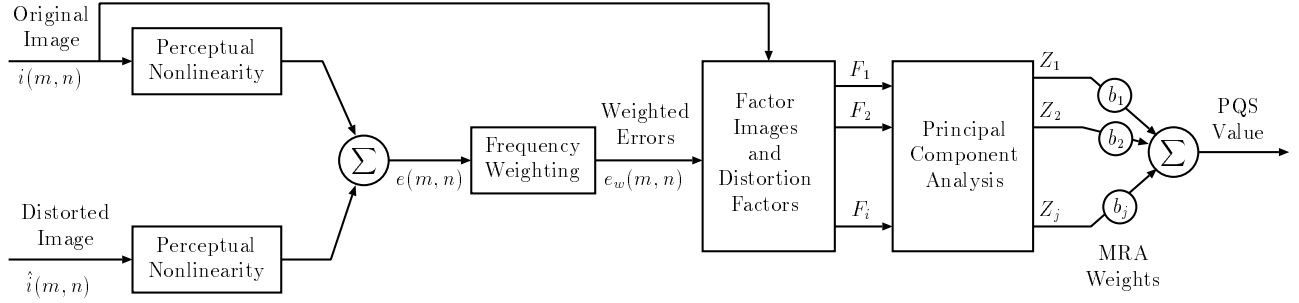 Original
Image
i(m, n)
Perceptual
Nonlinearity
Distorted
Image
î(m, n)
Perceptual
Nonlinearity
∑
e(m, n)
Frequency
Weighting
Weighted
Errors
e_w(m, n)
Factor
Images
and
Distortion
Factors
F_1
F_2
F_i
Principal
Component
Analysis
Z_1
Z_2
Z_j
b_1
b_2
b_j
MRA
Weights
∑
PQS
Value